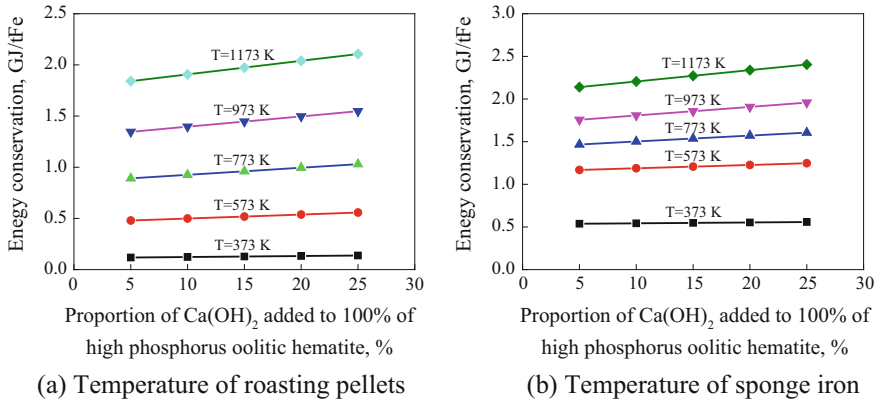 Enegy conservation, GJ/tFe
2.5
2.0
1.5
1.0
0.5
0.0
T=1173 K
T=973 K
T=773 K
T=573 K
T=373 K
0 5 10 15 20 25 30
Proportion of Ca(OH)₂ added to 100% of
high phosphorus oolitic hematite, %
(a) Temperature of roasting pellets
Enegy conservation, GJ/tFe
3.0
2.5
2.0
1.5
1.0
0.5
0.0
T=1173 K
T=973 K
T=773 K
T=573 K
T=373 K
0 5 10 15 20 25 30
Proportion of Ca(OH)₂ added to 100% of
high phosphorus oolitic hematite, %
(b) Temperature of sponge iron